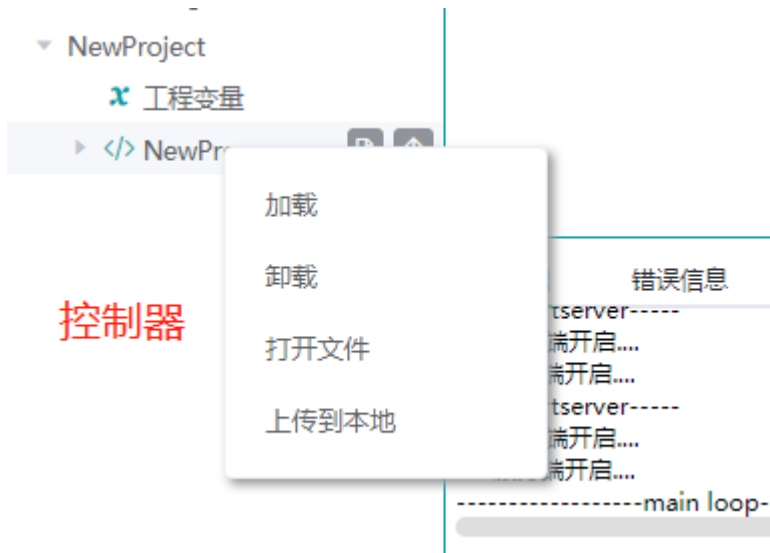 NewProject
x 工程变量
</> NewPr
加载
卸载
打开文件
上传到本地
控制器
错误信息
tserver-----
端开启....
端开启....
tserver-----
端开启....
端开启....
------------------main loop-